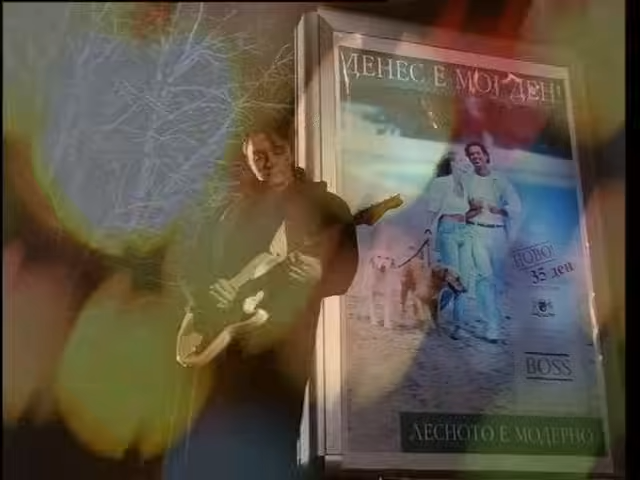 ДЕНЕС Е МОЈ ДЕН!
НОВО!
35 ден
BOSS
ЛЕСНОТО Е МОДЕРНО